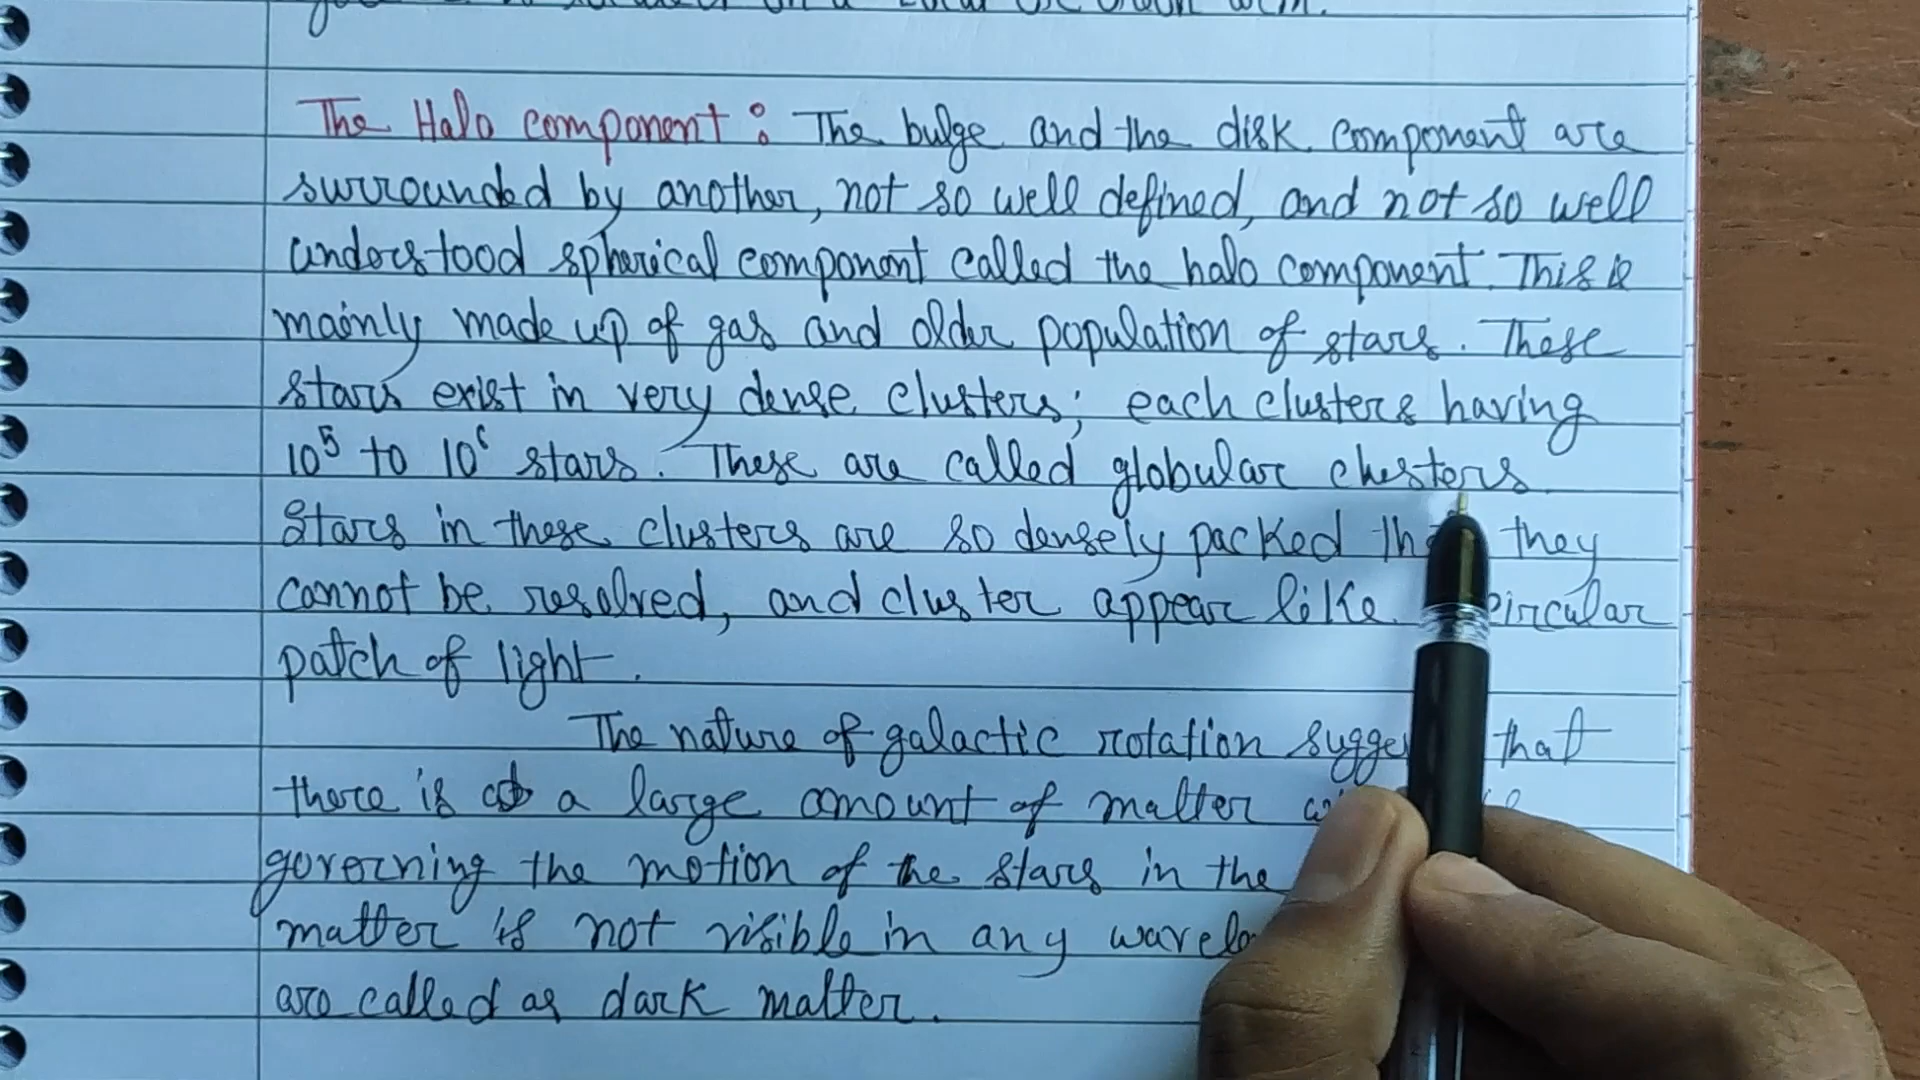 The Halo component : The bulge and the disk component are
surrounded by another, not so well defined, and not so well
understood spherical component called the halo component. This is
mainly made up of gas and older population of stars. These
stars exist in very dense clusters; each clusters having
10⁵ to 10⁶ stars. These are called globular clusters
Stars in these clusters are so densely packed they
cannot be resolved, and cluster appear like circular
patch of light.
The nature of galactic rotation that
there is a large amount of matter
governing the motion of the stars in the
matter is not visible in any
are called as dark matter.